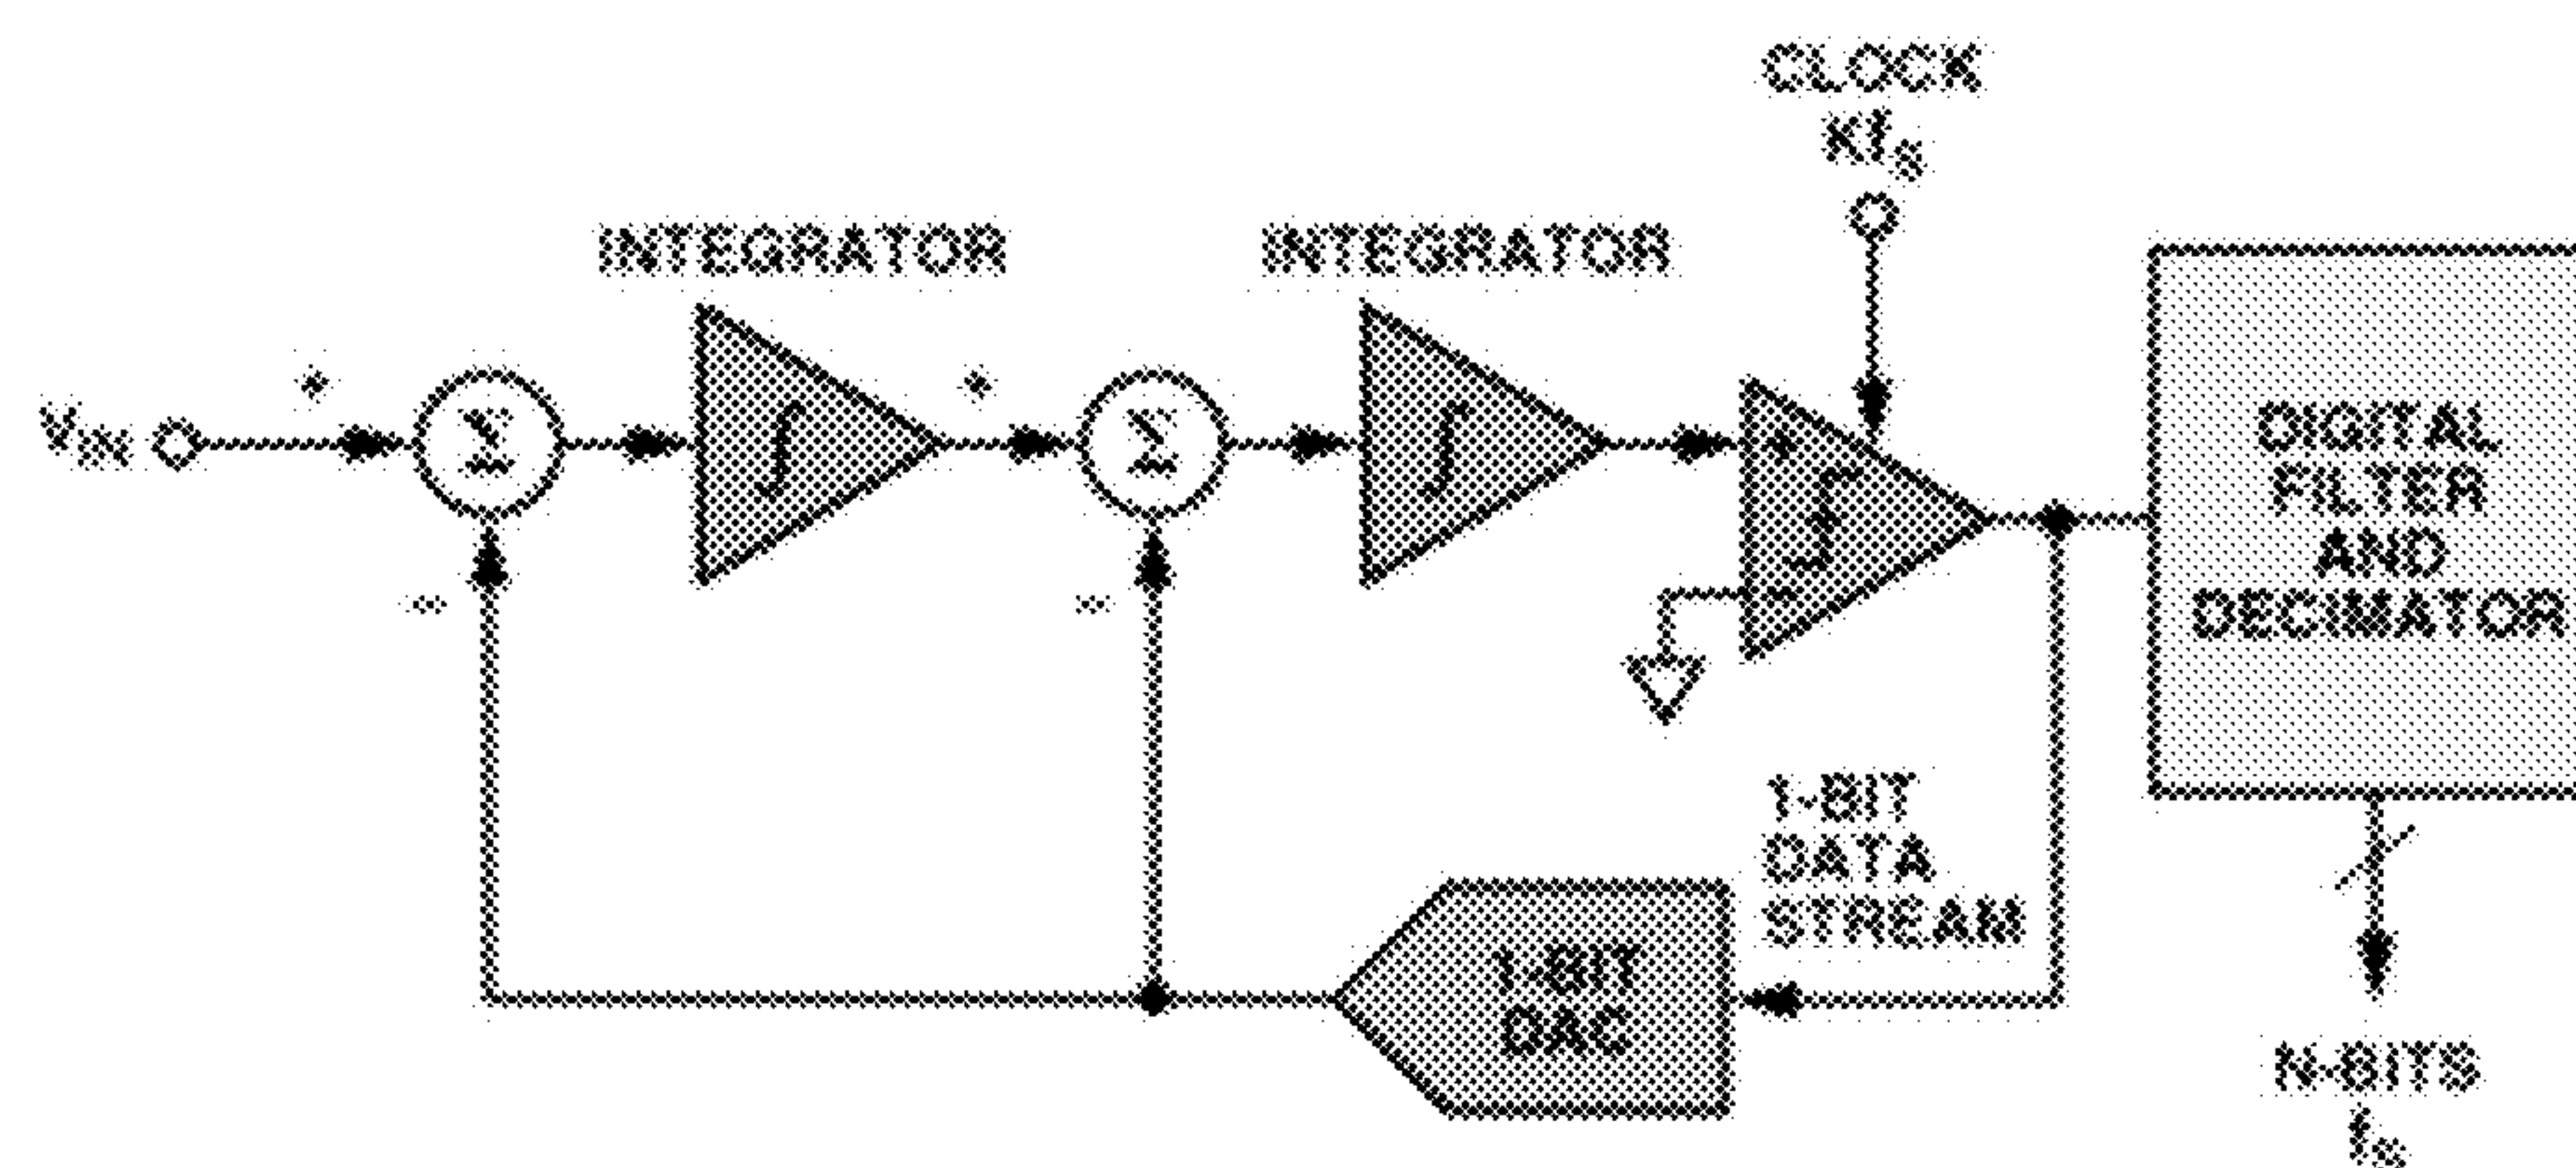 CLOCK
Kfs
INTEGRATOR
INTEGRATOR
+
+
VIN
Σ
∫
Σ
∫
+
DIGITAL
FILTER
AND
DECIMATOR
–
–
–
1-BIT
DATA
STREAM
1-BIT
DAC
N-BITS
fs